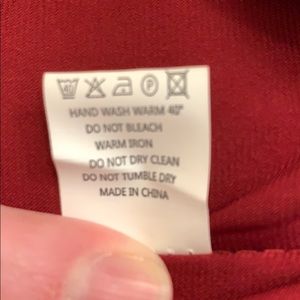 40 P
HAND WASH WARM 40°
DO NOT BLEACH
WARM IRON
DO NOT DRY CLEAN
DO NOT TUMBLE DRY
MADE IN CHINA